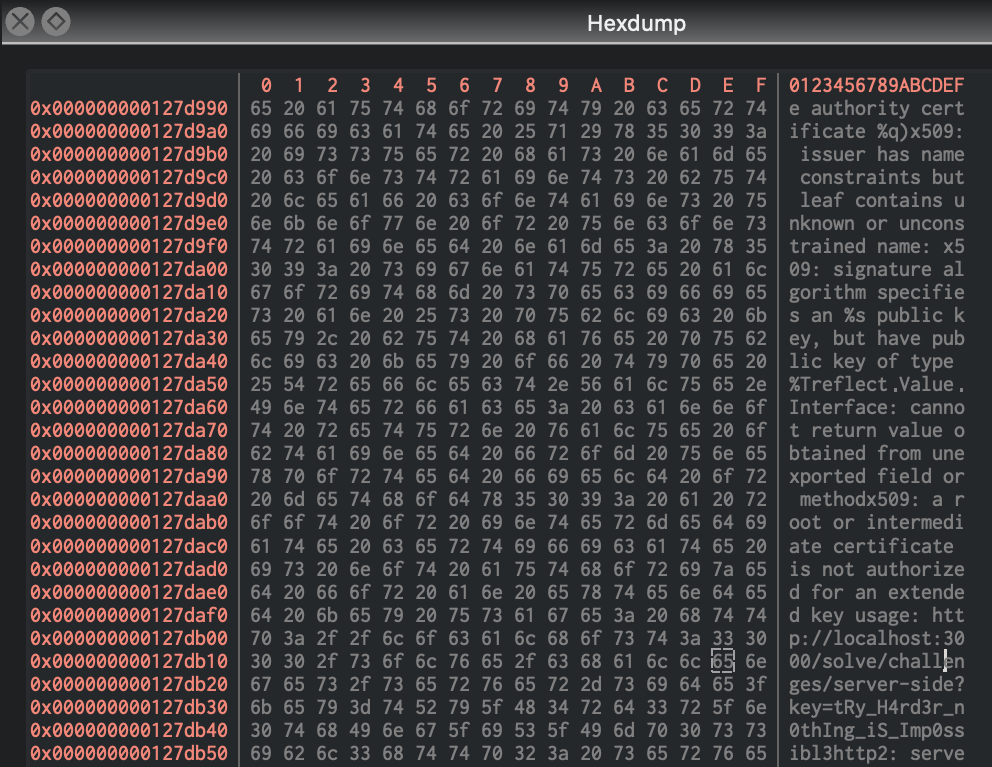 Hexdump
0 1 2 3 4 5 6 7 8 9 A B C D E F 0123456789ABCDEF
0x000000000127d990 65 20 61 75 74 68 6f 72 69 74 79 20 63 65 72 74 e authority cert
0x000000000127d9a0 69 66 69 63 61 74 65 20 25 71 29 78 35 30 39 3a ificate %q)x509:
0x000000000127d9b0 20 69 73 73 75 65 72 20 68 61 73 20 6e 61 6d 65 issuer has name
0x000000000127d9c0 20 63 6f 6e 73 74 72 61 69 6e 74 73 20 62 75 74 constraints but
0x000000000127d9d0 20 6c 65 61 66 20 63 6f 6e 74 61 69 6e 73 20 75 leaf contains u
0x000000000127d9e0 6e 6b 6e 6f 77 6e 20 6f 72 20 75 6e 63 6f 6e 73 nknown or uncons
0x000000000127d9f0 74 72 61 69 6e 65 64 20 6e 61 6d 65 3a 20 78 35 trained name: x5
0x000000000127da00 30 39 3a 20 73 69 67 6e 61 74 75 72 65 20 61 6c 09: signature al
0x000000000127da10 67 6f 72 69 74 68 6d 20 73 70 65 63 69 66 69 65 gorithm specifie
0x000000000127da20 73 20 61 6e 20 25 73 20 70 75 62 6c 69 63 20 6b s an %s public k
0x000000000127da30 65 79 2c 20 62 75 74 20 68 61 76 65 20 70 75 62 ey, but have pub
0x000000000127da40 6c 69 63 20 6b 65 79 20 6f 66 20 74 79 70 65 20 lic key of type
0x000000000127da50 25 54 72 65 66 6c 65 63 74 2e 56 61 6c 75 65 2e %Treflect.Value.
0x000000000127da60 49 6e 74 65 72 66 61 63 65 3a 20 63 61 6e 6e 6f Interface: canno
0x000000000127da70 74 20 72 65 74 75 72 6e 20 76 61 6c 75 65 20 6f t return value o
0x000000000127da80 62 74 61 69 6e 65 64 20 66 72 6f 6d 20 75 6e 65 btained from une
0x000000000127da90 78 70 6f 72 74 65 64 20 66 69 65 6c 64 20 6f 72 xported field or
0x000000000127daa0 20 6d 65 74 68 6f 64 78 35 30 39 3a 20 61 20 72 methodx509: a r
0x000000000127dab0 6f 6f 74 20 6f 72 20 69 6e 74 65 72 6d 65 64 69 oot or intermedi
0x000000000127dac0 61 74 65 20 63 65 72 74 69 66 69 63 61 74 65 20 ate certificate
0x000000000127dad0 69 73 20 6e 6f 74 20 61 75 74 68 6f 72 69 7a 65 is not authorize
0x000000000127dae0 64 20 66 6f 72 20 61 6e 20 65 78 74 65 6e 64 65 d for an extende
0x000000000127daf0 64 20 6b 65 79 20 75 73 61 67 65 3a 20 68 74 74 d key usage: htt
0x000000000127db00 70 3a 2f 2f 6c 6f 63 61 6c 68 6f 73 74 3a 33 30 p://localhost:30
0x000000000127db10 30 30 2f 73 6f 6c 76 65 2f 63 68 61 6c 6c 65 6e 00/solve/challen
0x000000000127db20 67 65 73 2f 73 65 72 76 65 72 2d 73 69 64 65 3f ges/server-side?
0x000000000127db30 6b 65 79 3d 74 52 79 5f 48 34 72 64 33 72 5f 6e key=tRy_H4rd3r_n
0x000000000127db40 30 74 68 49 6e 67 5f 69 53 5f 49 6d 70 30 73 73 0thIng_iS_Imp0ss
0x000000000127db50 69 62 6c 33 68 74 74 70 32 3a 20 73 65 72 76 65 ibl3http2: serve